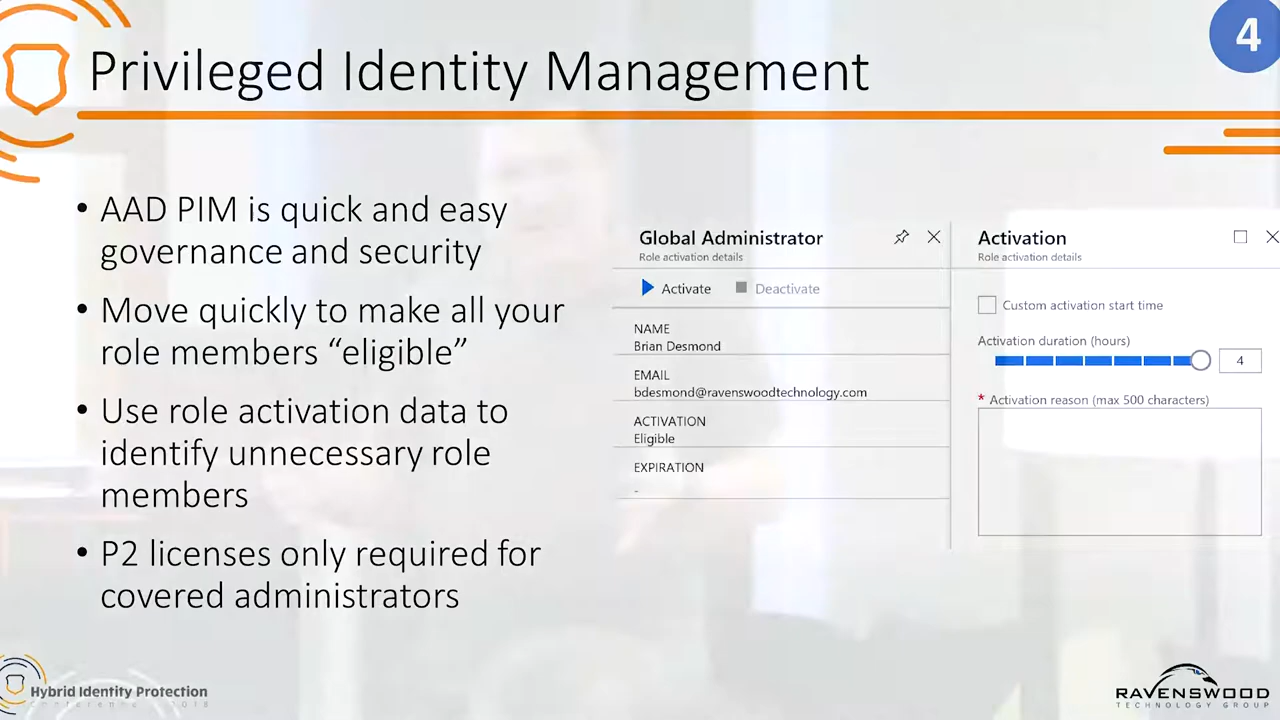 4
Privileged Identity Management
• AAD PIM is quick and easy
governance and security
• Move quickly to make all your
role members “eligible”
• Use role activation data to
identify unnecessary role
members
• P2 licenses only required for
covered administrators
Global Administrator
Role activation details
Activate Deactivate
NAME
Brian Desmond
EMAIL
bdesmond@ravenswoodtechnology.com
ACTIVATION
Eligible
EXPIRATION
-
Activation
Role activation details
Custom activation start time
Activation duration (hours)
4
* Activation reason (max 500 characters)
Hybrid Identity Protection
conference 2018
RAVENSWOOD
TECHNOLOGY GROUP